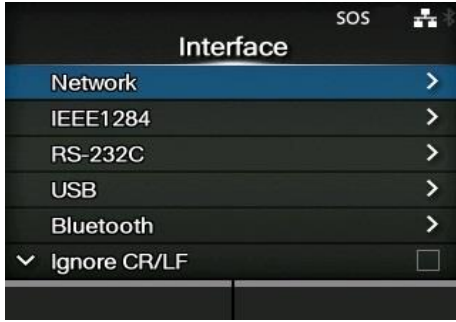 SOS
Interface
Network
IEEE1284
RS-232C
USB
Bluetooth
Ignore CR/LF